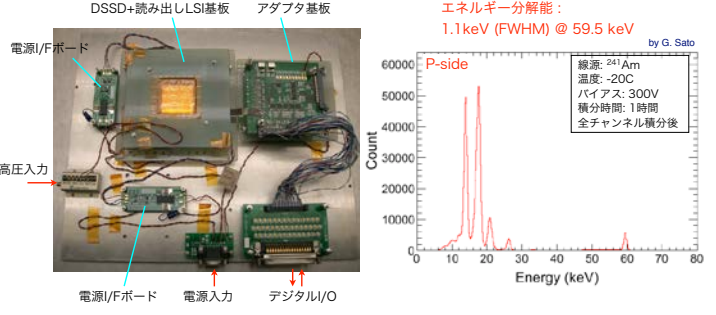 DSSD+読み出しLSI基板
アダプタ基板
電源I/Fボード
高圧入力
電源I/Fボード
電源入力
デジタルI/O
エネルギー分解能：
1.1keV (FWHM) @ 59.5 keV
by G. Sato
P-side
線源: ²⁴¹Am
温度: -20C
バイアス: 300V
積分時間: 1時間
全チャンネル積分後
Count
60000
50000
40000
30000
20000
10000
0
0 10 20 30 40 50 60 70 80
Energy (keV)